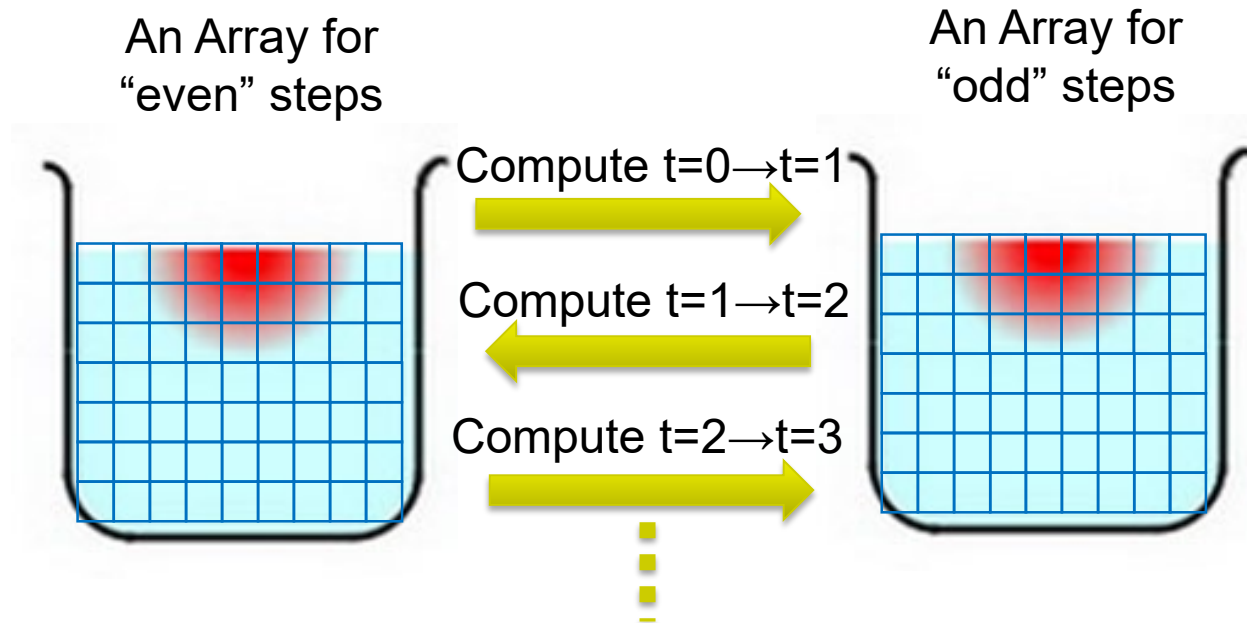 An Array for
“even” steps
An Array for
“odd” steps
Compute t=0→t=1
Compute t=1→t=2
Compute t=2→t=3